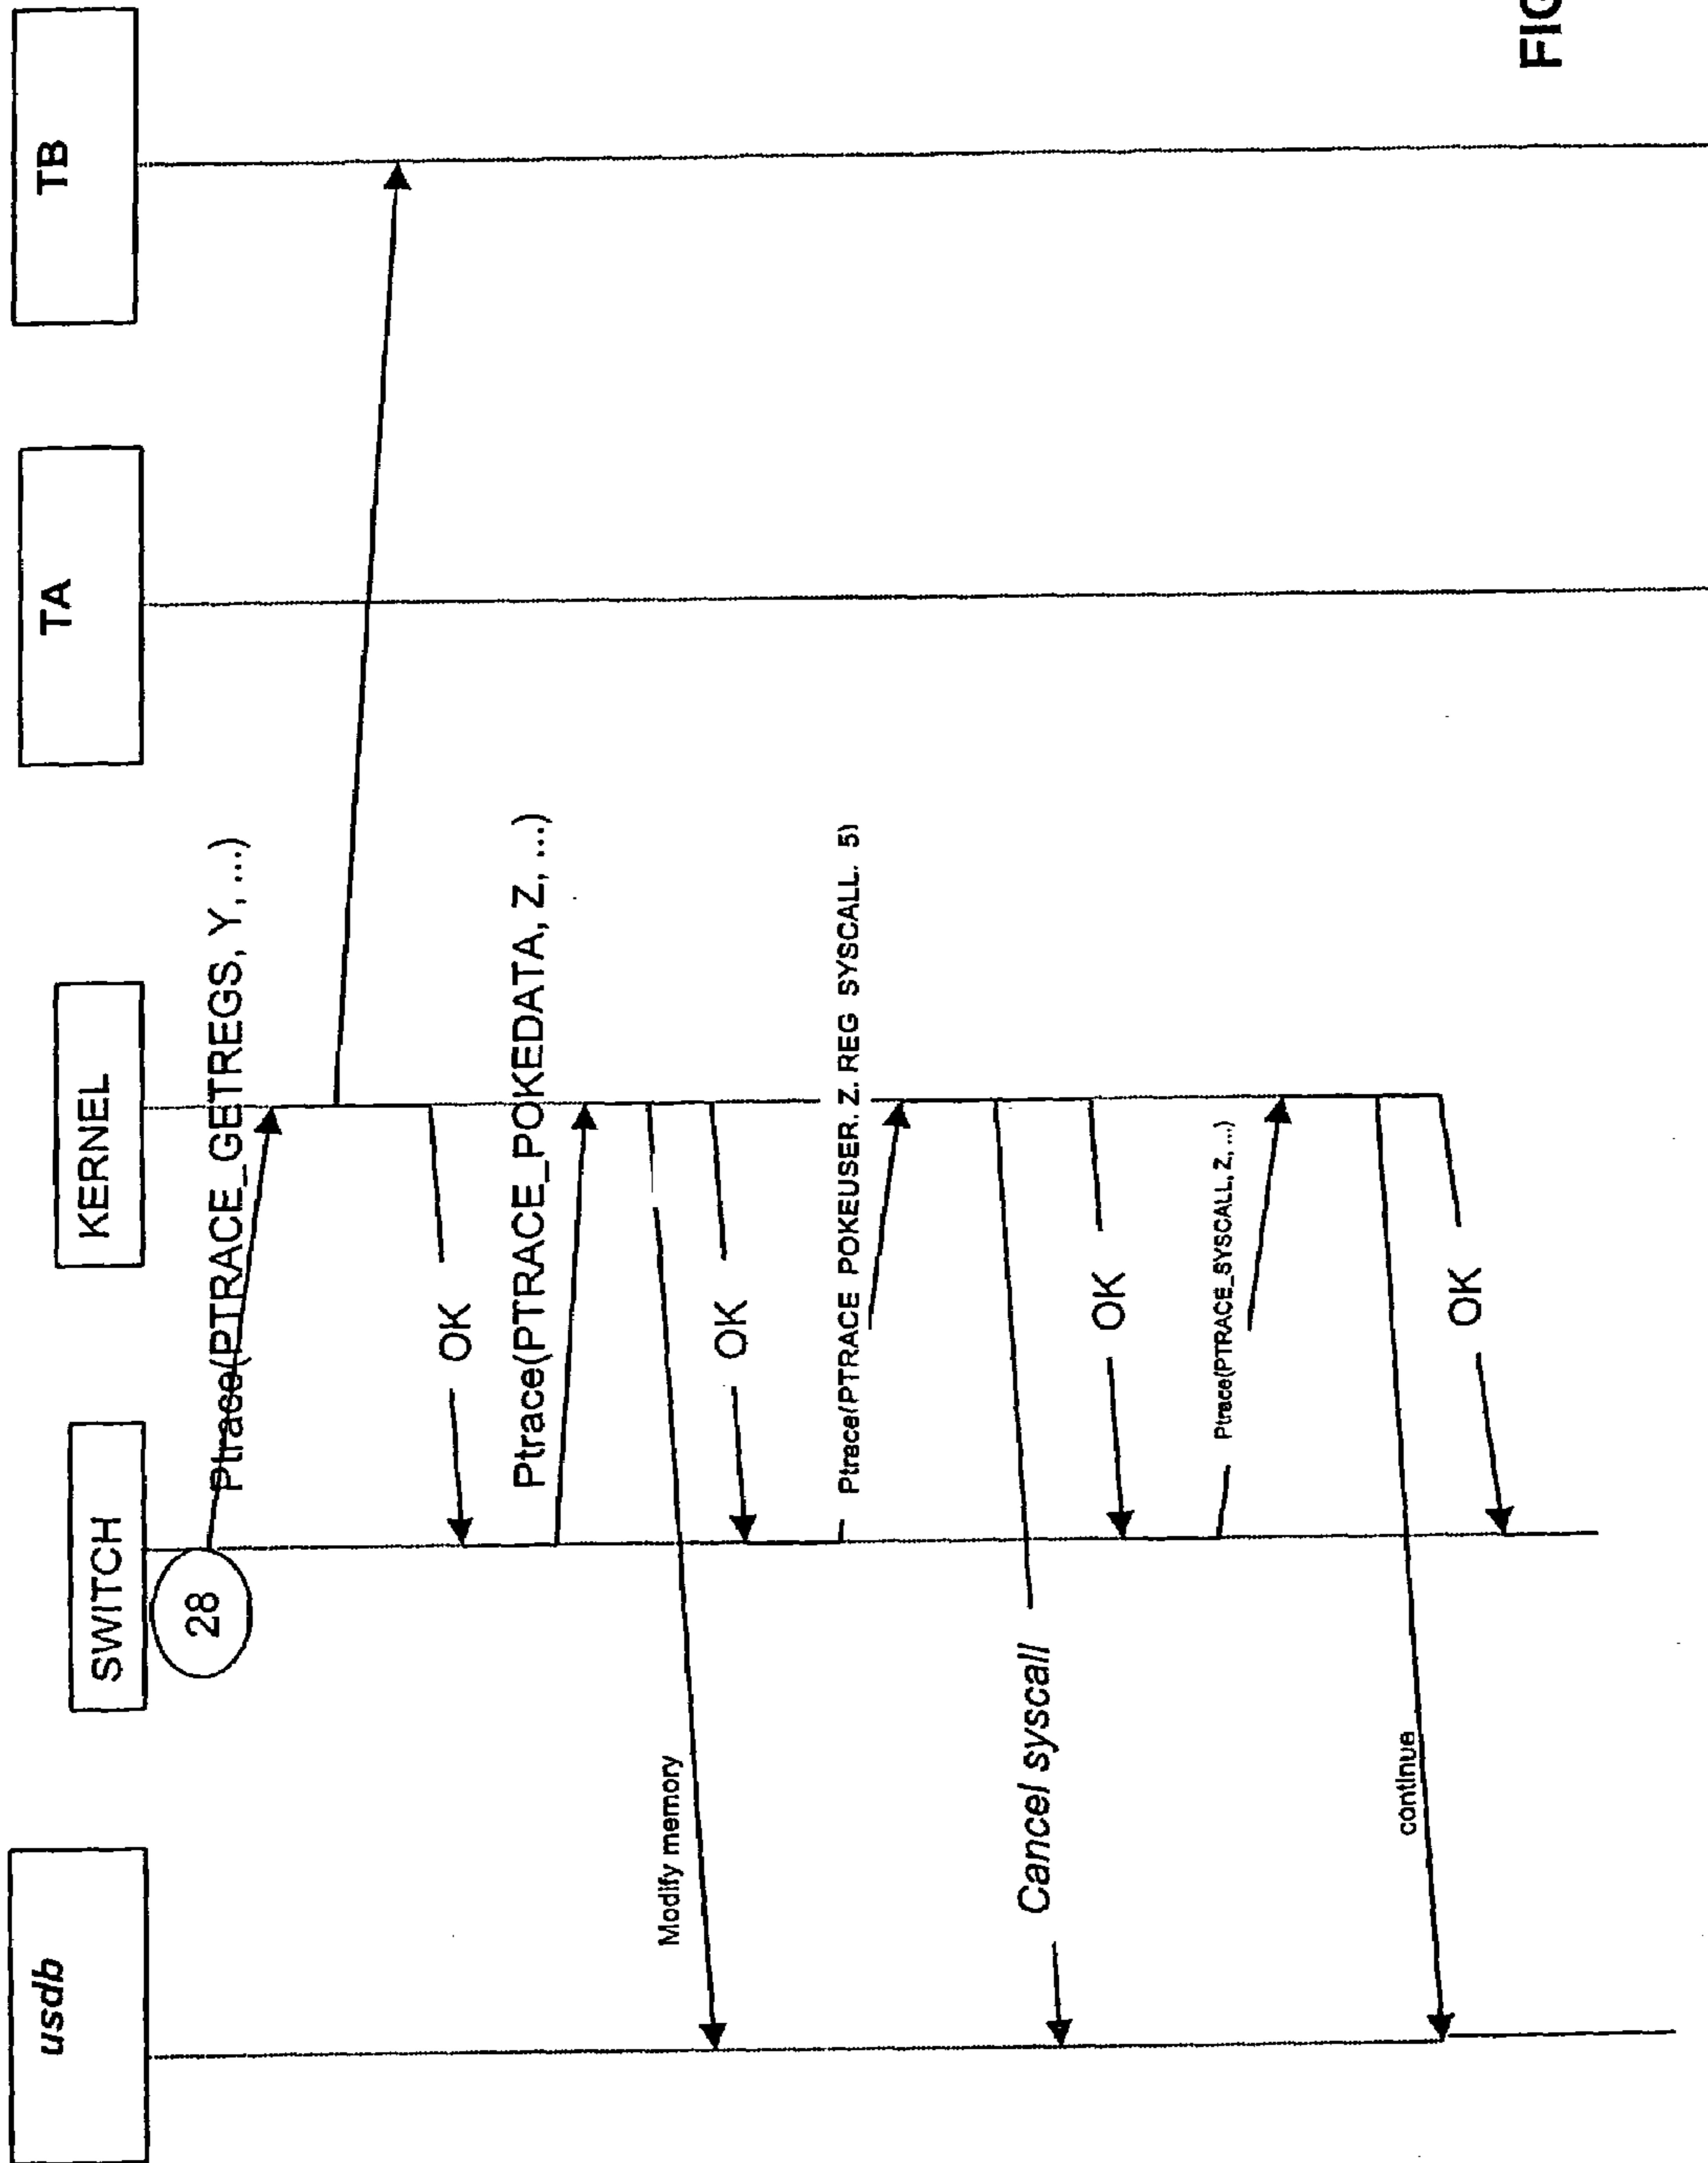 usdb
SWITCH
KERNEL
TA
TB
28
Ptrace(PTRACE_GETREGS, Y, ...)
OK
Ptrace(PTRACE_POKEDATA, Z, ...)
Modify memory
OK
Ptrace(PTRACE POKEUSER. Z. REG SYSCALL. 5)
Cancel syscall
OK
Ptrace(PTRACE_SYSCALL, Z, ...)
continue
OK
FIG